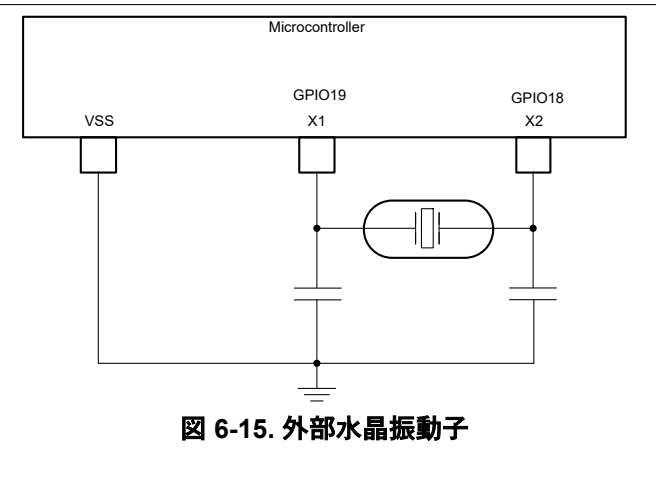 Microcontroller
GPIO19
GPIO18
VSS
X1
X2
図 6-15. 外部水晶振動子